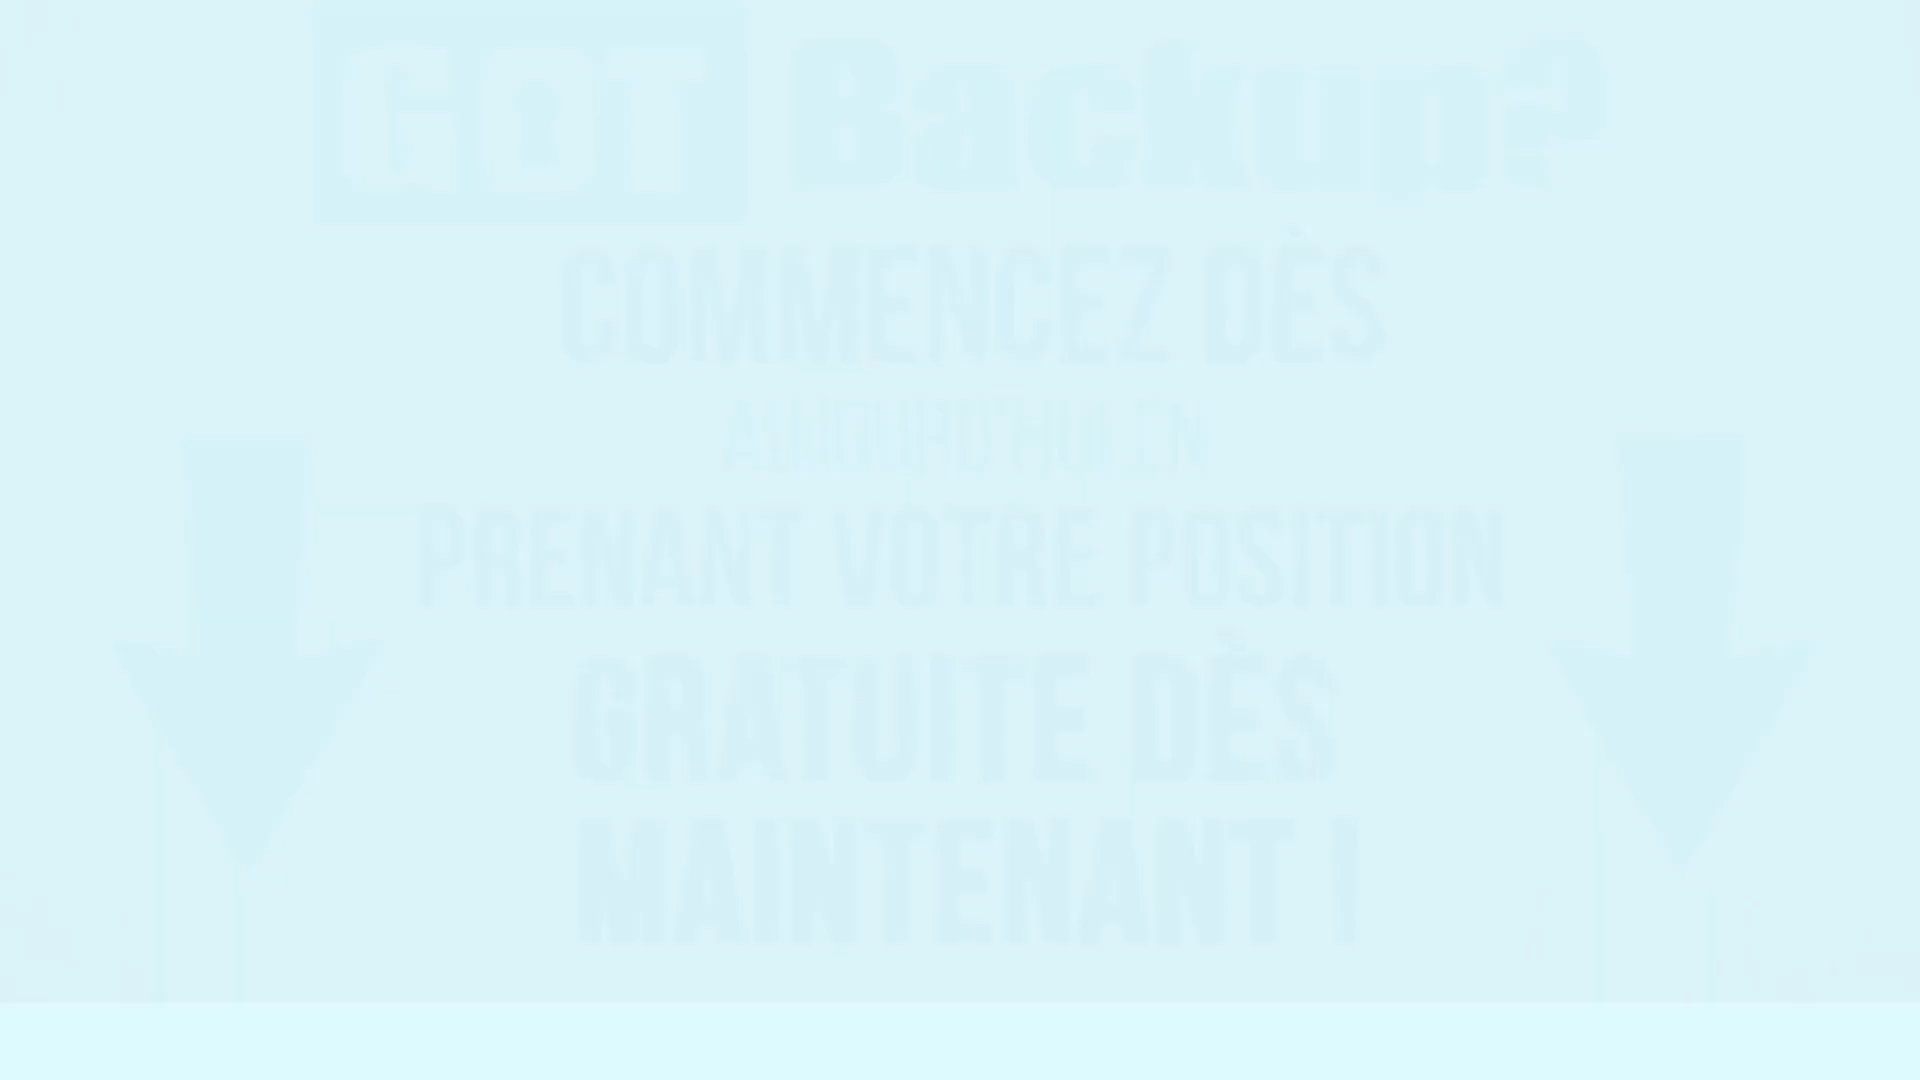 GOT Backup?
COMMENCEZ DÈS
AUJOURD'HUI EN
PRENANT VOTRE POSITION
GRATUITE DÈS
MAINTENANT !